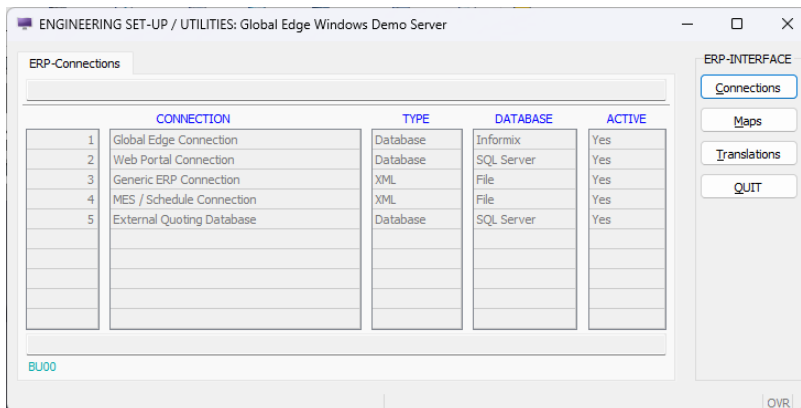 ENGINEERING SET-UP / UTILITIES: Global Edge Windows Demo Server
ERP-Connections
ERP-INTERFACE
Connections
Maps
Translations
QUIT
CONNECTION TYPE DATABASE ACTIVE
1 Global Edge Connection Database Informix Yes
2 Web Portal Connection Database SQL Server Yes
3 Generic ERP Connection XML File Yes
4 MES / Schedule Connection XML File Yes
5 External Quoting Database Database SQL Server Yes
BU00
OVR